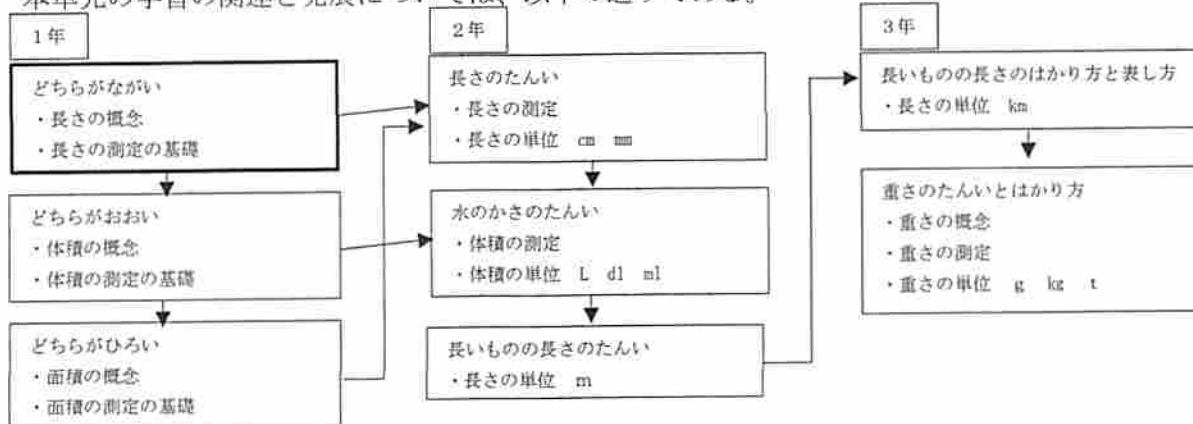 本単元の学習の関連と発展については、以下の通りである。
1年
どちらがながい
・長さの概念
・長さの測定の基礎
どちらがおおい
・体積の概念
・体積の測定の基礎
どちらがひろい
・面積の概念
・面積の測定の基礎
2年
長さのたんい
・長さの測定
・長さの単位 cm mm
水のかさのたんい
・体積の測定
・体積の単位 L dl ml
長いものの長さのたんい
・長さの単位 m
3年
長いものの長さのはかり方と表し方
・長さの単位 km
重さのたんいとはかり方
・重さの概念
・重さの測定
・重さの単位 g kg t